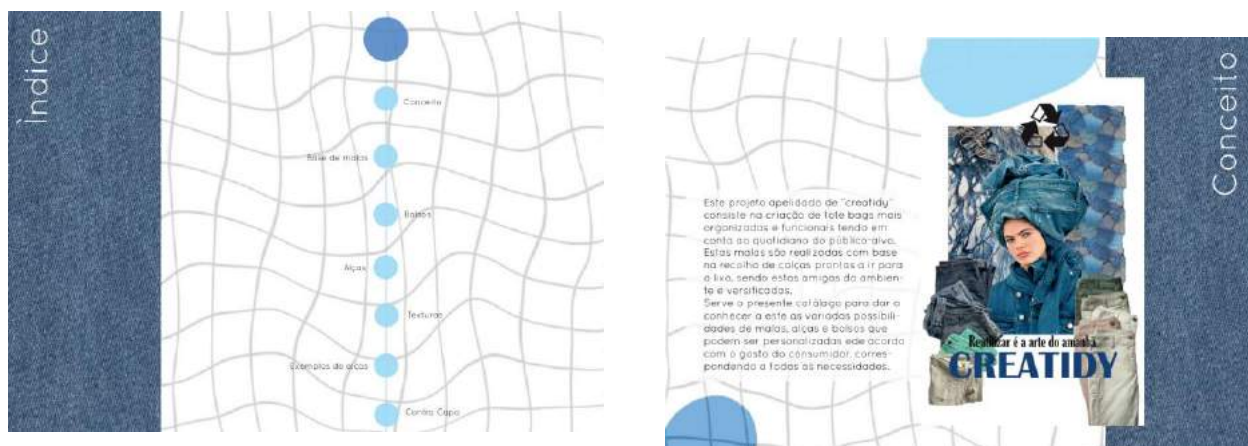 Ìndice
Conceito
Base de malas
Bolsos
Alças
Texturas
Exemplos de alças
Contra Capa
Conceito
Este projeto apelidado de "creatidy"
consiste na criação de tote bags mais
organizadas e funcionais tendo em
conta ao quotidiano do público-alvo.
Estas malas são realizadas com base
na recolha de calças prontas a ir para
o lixo, sendo estas amigas do ambien-
te e versificadas.
Serve o presente catálago para dar a
conhecer a este as variadas possibili-
dades de malas, alças e bolsos que
podem ser personalizadas ede acordo
com o gosto do consumidor, corres-
pondendo a todas as necessidades.
é a arte do amanhã
CREATIDY